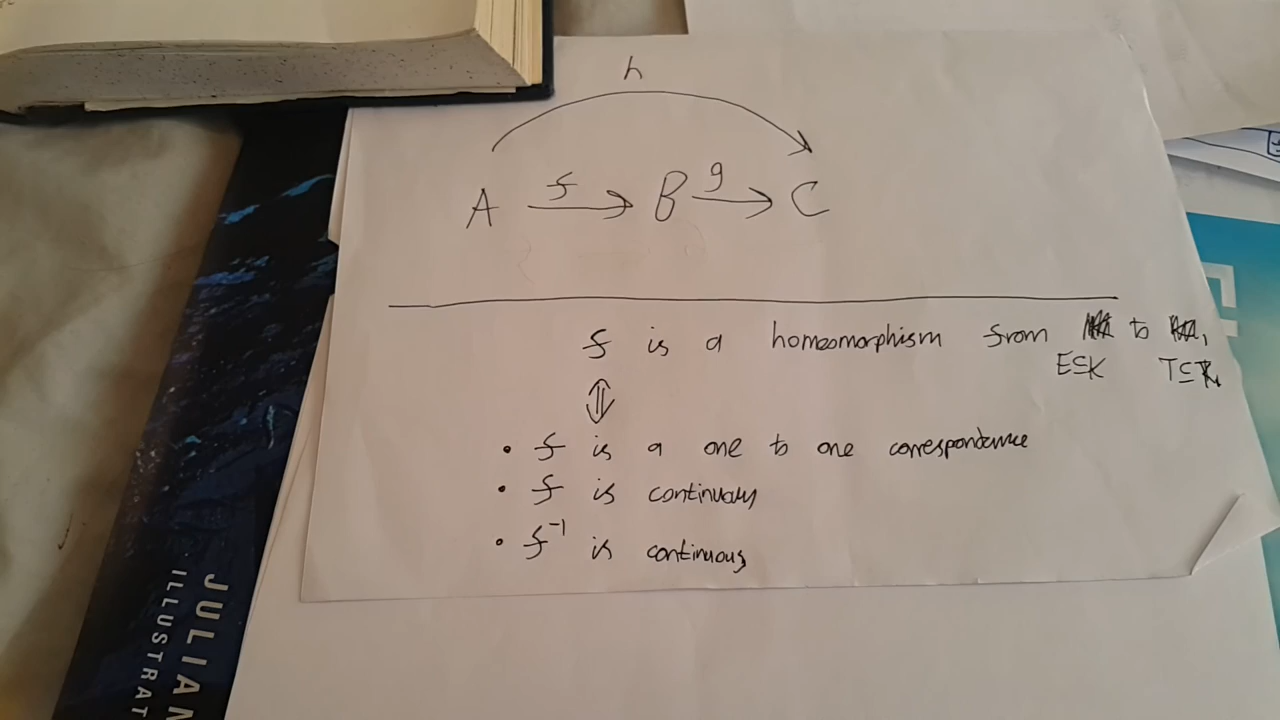 h
A f B g C
f is a homeomorphism from to
E⊆K T⊆R
⇕
• f is a one to one correspondence
• f is continuous
• f⁻¹ is continuous
JULIAN
ILLUSTRAT